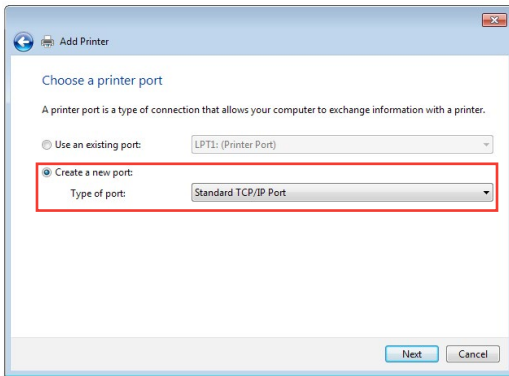 Add Printer
Choose a printer port
A printer port is a type of connection that allows your computer to exchange information with a printer.
Use an existing port: LPT1: (Printer Port)
Create a new port:
Type of port: Standard TCP/IP Port
Next Cancel